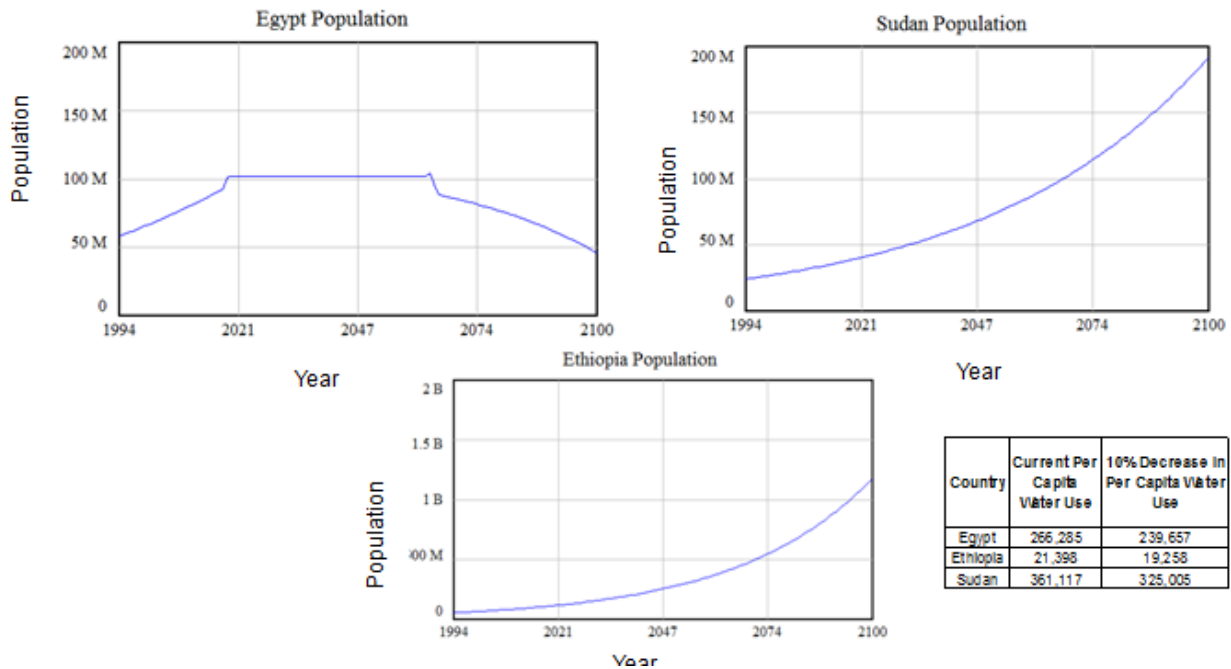 Egypt Population
200 M
150 M
100 M
50 M
0
Population
1994 2021 2047 2074 2100
Year
Sudan Population
200 M
150 M
100 M
50 M
0
Population
1994 2021 2047 2074 2100
Year
Ethiopia Population
2 B
1.5 B
1 B
00 M
0
Population
1994 2021 2047 2074 2100
Year
Country Current Per Capita Water Use 10% Decrease in Per Capita Water Use
Egypt 266,285 239,657
Ethiopia 21,398 19,258
Sudan 361,117 325,005